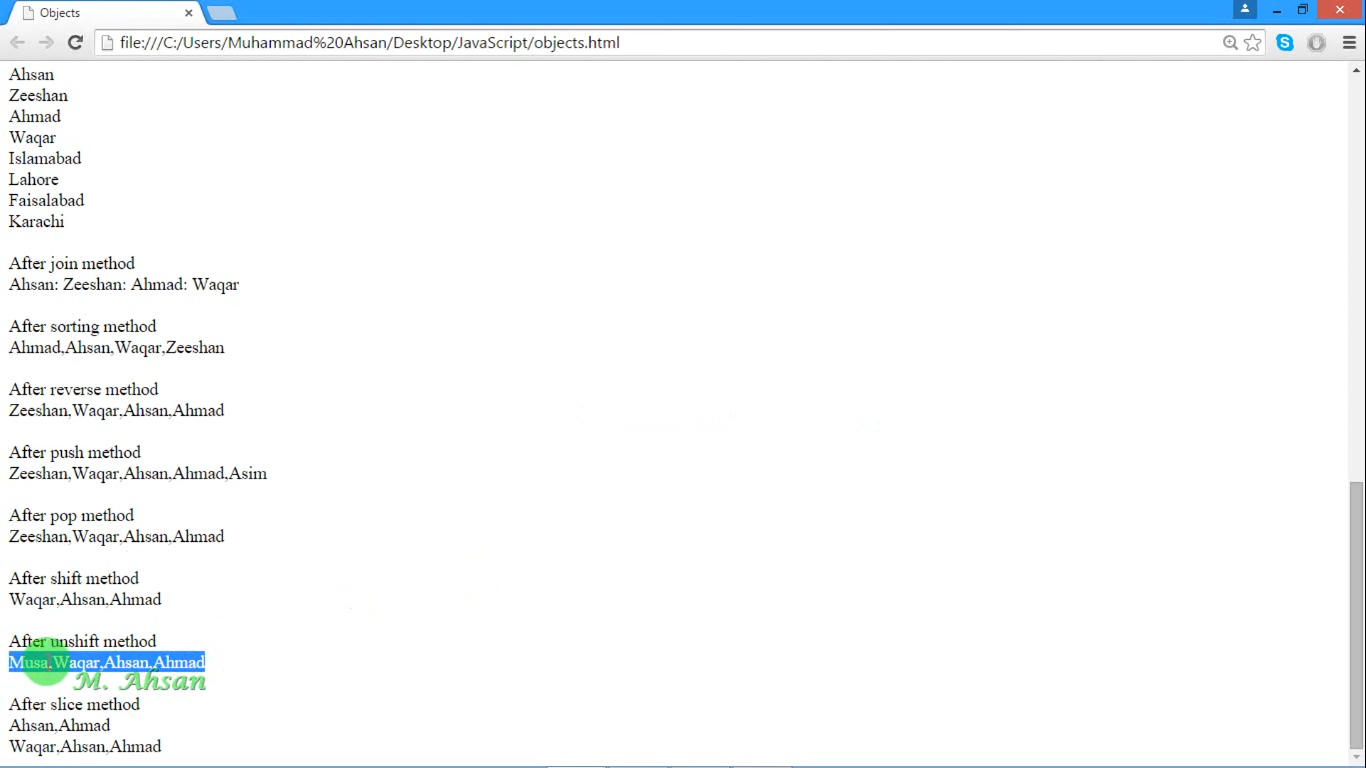 Objects
file:///C:/Users/Muhammad%20Ahsan/Desktop/JavaScript/objects.html
Ahsan
Zeeshan
Ahmad
Waqar
Islamabad
Lahore
Faisalabad
Karachi
After join method
Ahsan: Zeeshan: Ahmad: Waqar
After sorting method
Ahmad,Ahsan,Waqar,Zeeshan
After reverse method
Zeeshan,Waqar,Ahsan,Ahmad
After push method
Zeeshan,Waqar,Ahsan,Ahmad,Asim
After pop method
Zeeshan,Waqar,Ahsan,Ahmad
After shift method
Waqar,Ahsan,Ahmad
After unshift method
Musa,Waqar,Ahsan,Ahmad
M. Ahsan
After slice method
Ahsan,Ahmad
Waqar,Ahsan,Ahmad